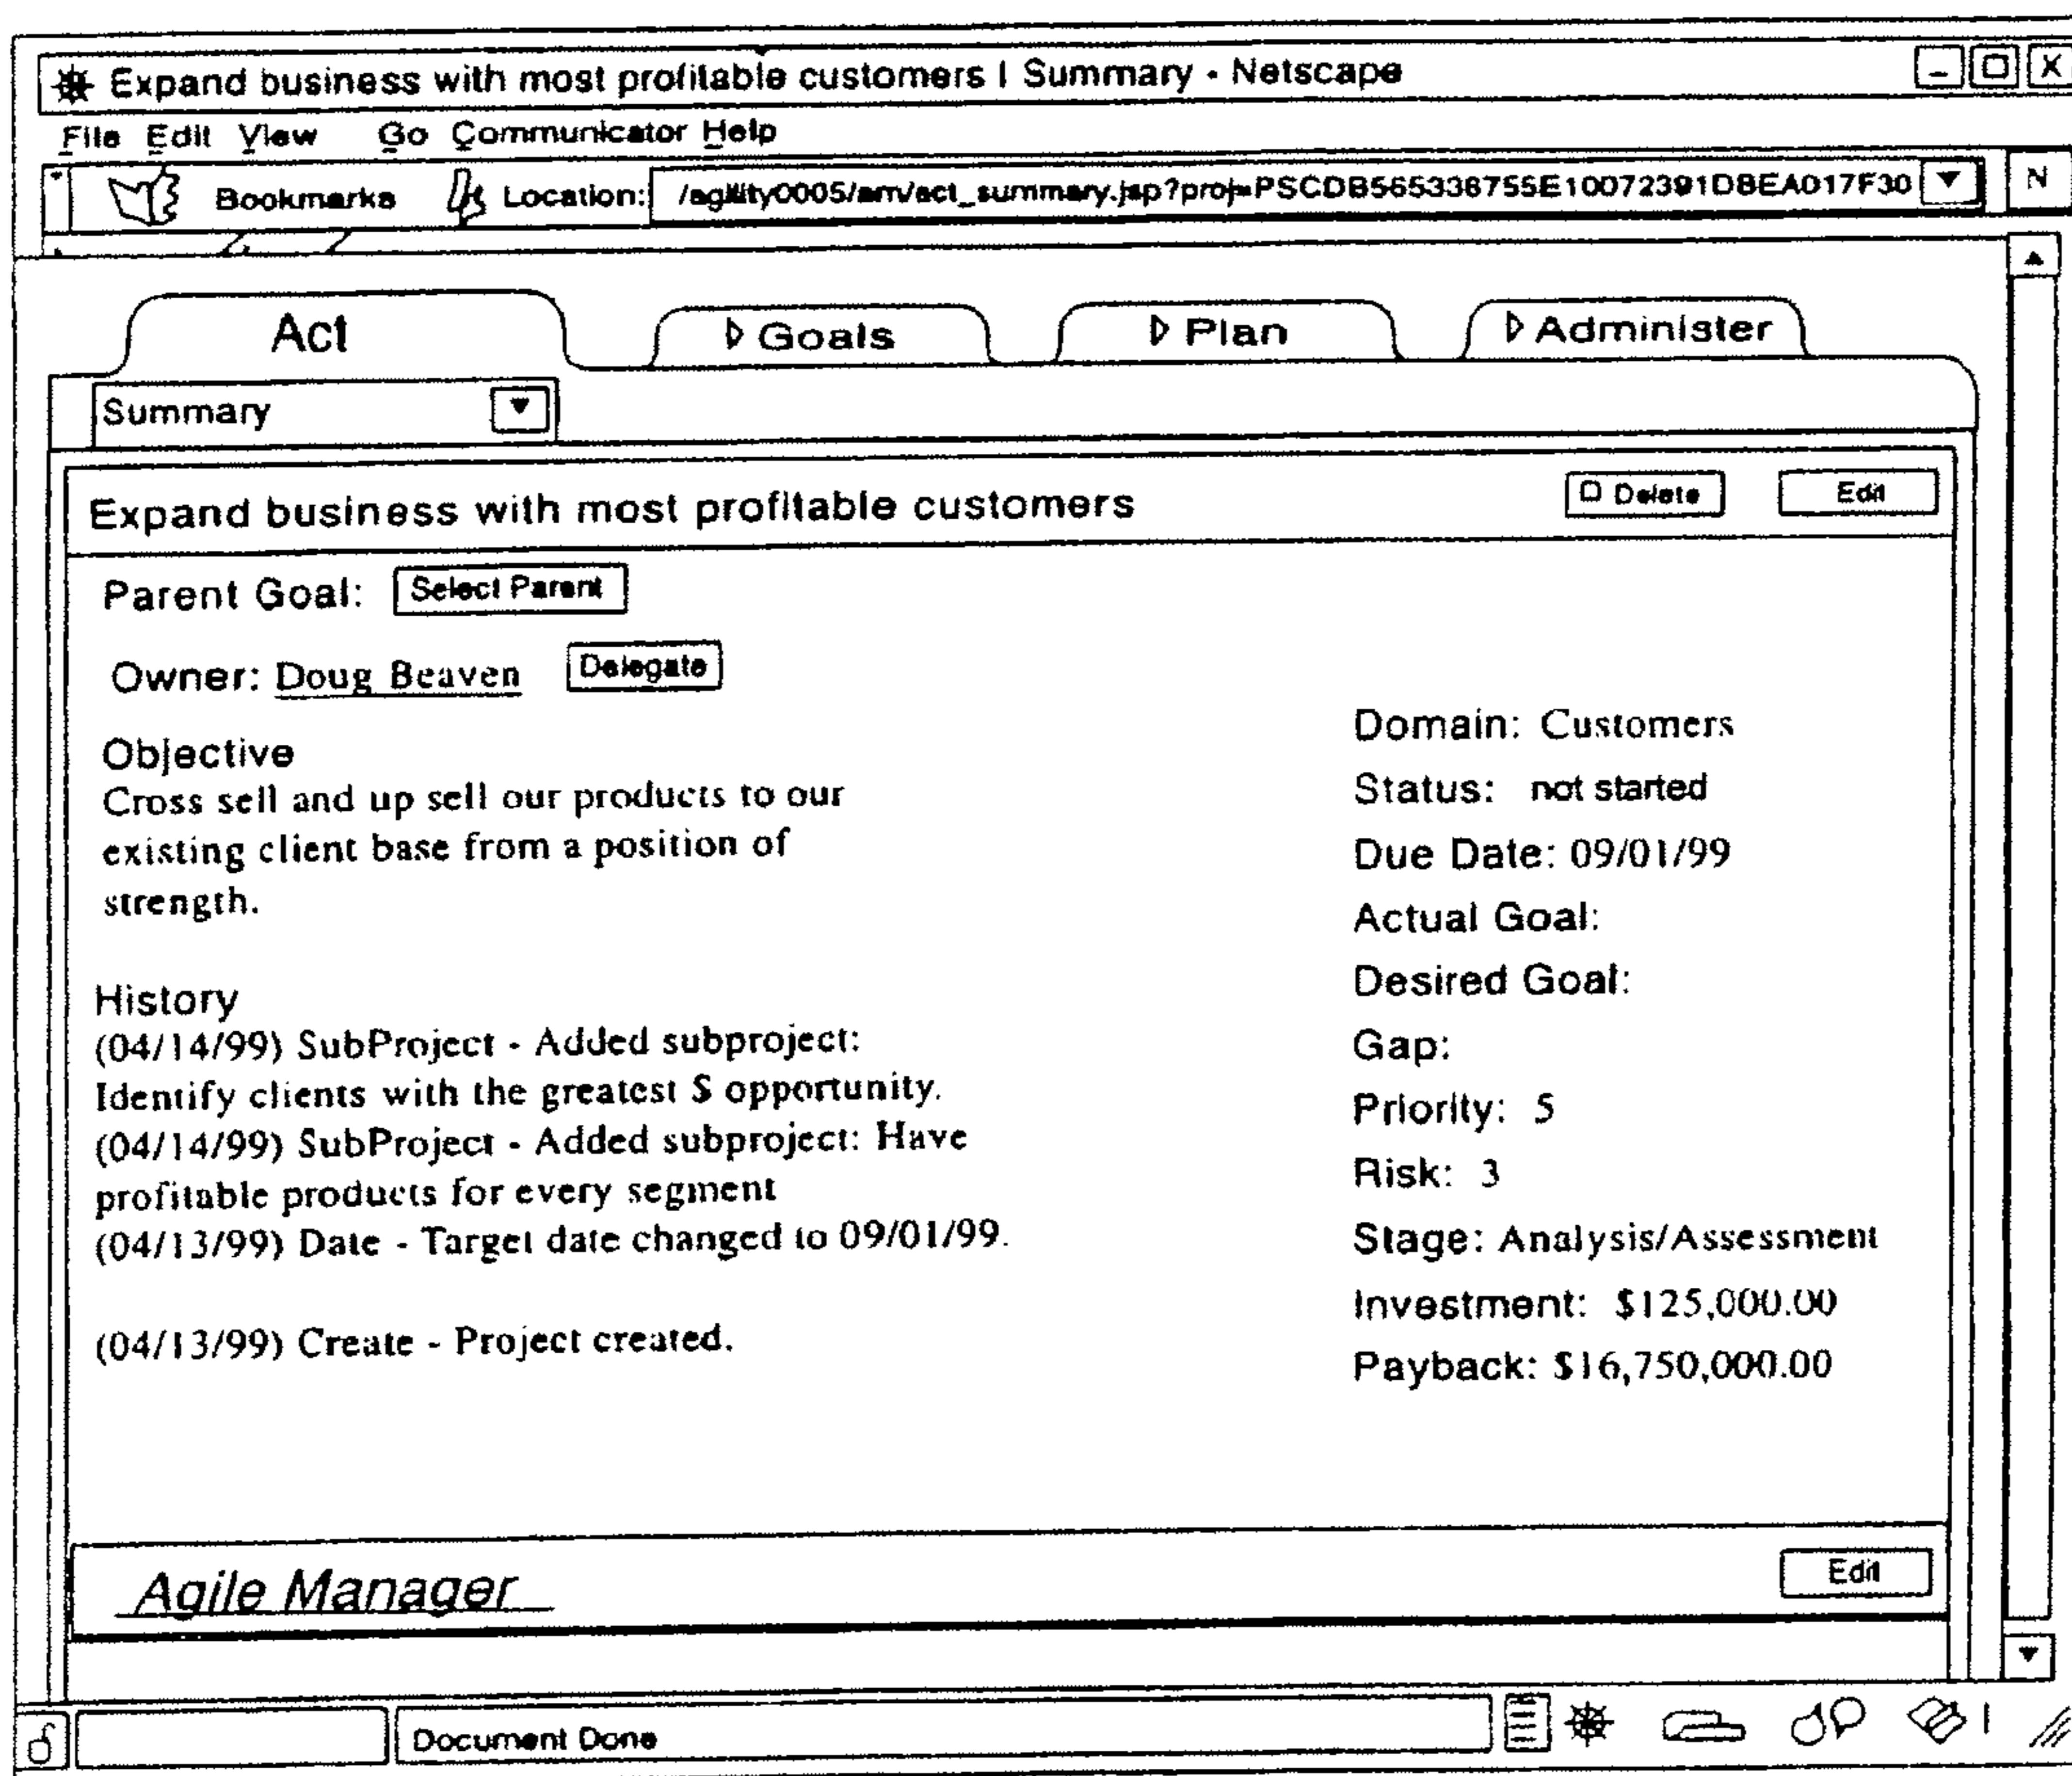 Expand business with most profitable customers | Summary - Netscape
File Edit View Go Communicator Help
Bookmarks Location: /agility0005/am/act_summary.jsp?proj=PSCDB565336755E10072391DBEA017F30
N
Act Goals Plan Administer
Summary
Expand business with most profitable customers Delete Edit
Parent Goal: Select Parent
Owner: Doug Beaven Delegate
Objective
Cross sell and up sell our products to our
existing client base from a position of
strength.
History
(04/14/99) SubProject - Added subproject:
Identify clients with the greatest $ opportunity.
(04/14/99) SubProject - Added subproject: Have
profitable products for every segment
(04/13/99) Date - Target date changed to 09/01/99.
(04/13/99) Create - Project created.
Domain: Customers
Status: not started
Due Date: 09/01/99
Actual Goal:
Desired Goal:
Gap:
Priority: 5
Risk: 3
Stage: Analysis/Assessment
Investment: $125,000.00
Payback: $16,750,000.00
Agile Manager Edit
Document Done